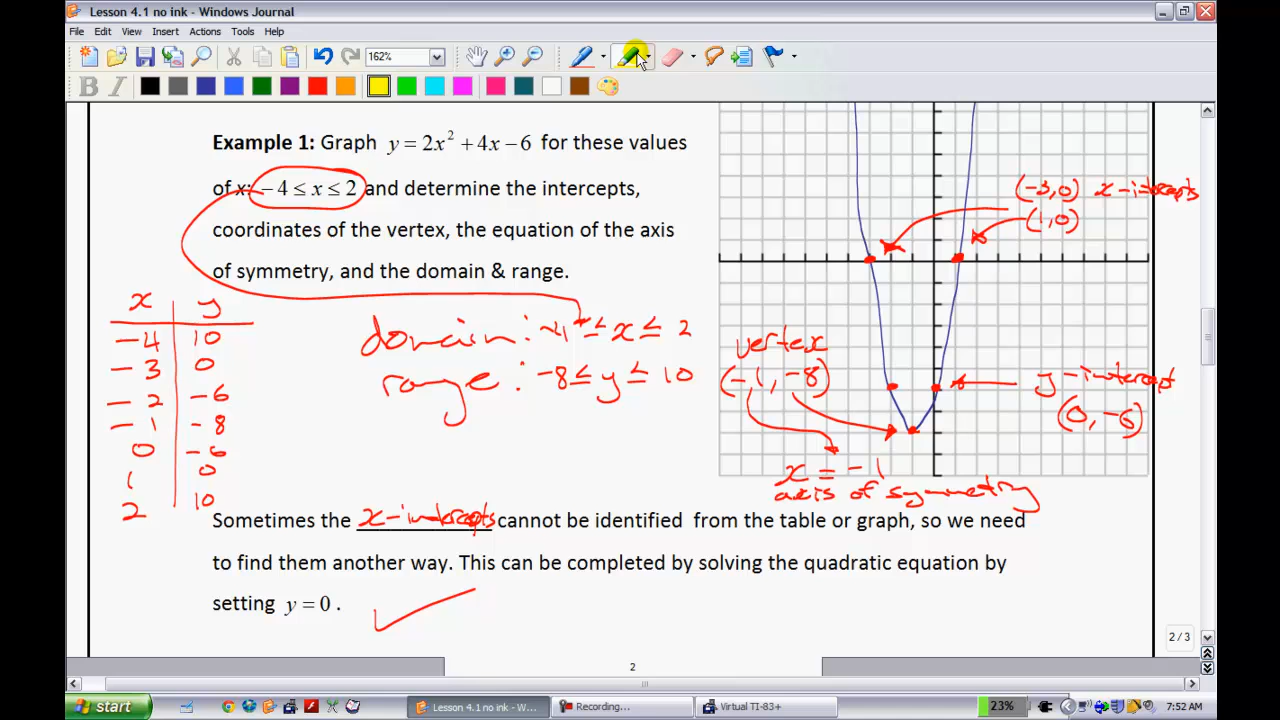 Lesson 4.1 no ink - Windows Journal
File Edit View Insert Actions Tools Help
162%
B I
Example 1: Graph y = 2x² + 4x − 6 for these values
of x: −4 ≤ x ≤ 2 and determine the intercepts,
coordinates of the vertex, the equation of the axis
of symmetry, and the domain & range.
(-3,0) x-intercepts
(1,0)
x y
-4 10
-3 0
-2 -6
-1 -8
0 -6
1 0
2 10
domain: -4 ≤ x ≤ 2
range: -8 ≤ y ≤ 10
vertex
(-1, -8)
y-intercept
(0, -6)
x = -1
axis of symmetry
Sometimes the x-intercepts cannot be identified from the table or graph, so we need
to find them another way. This can be completed by solving the quadratic equation by
setting y = 0 .
2 / 3
2
start
Lesson 4.1 no ink - W...
Recording...
Virtual TI-83+
23%
7:52 AM